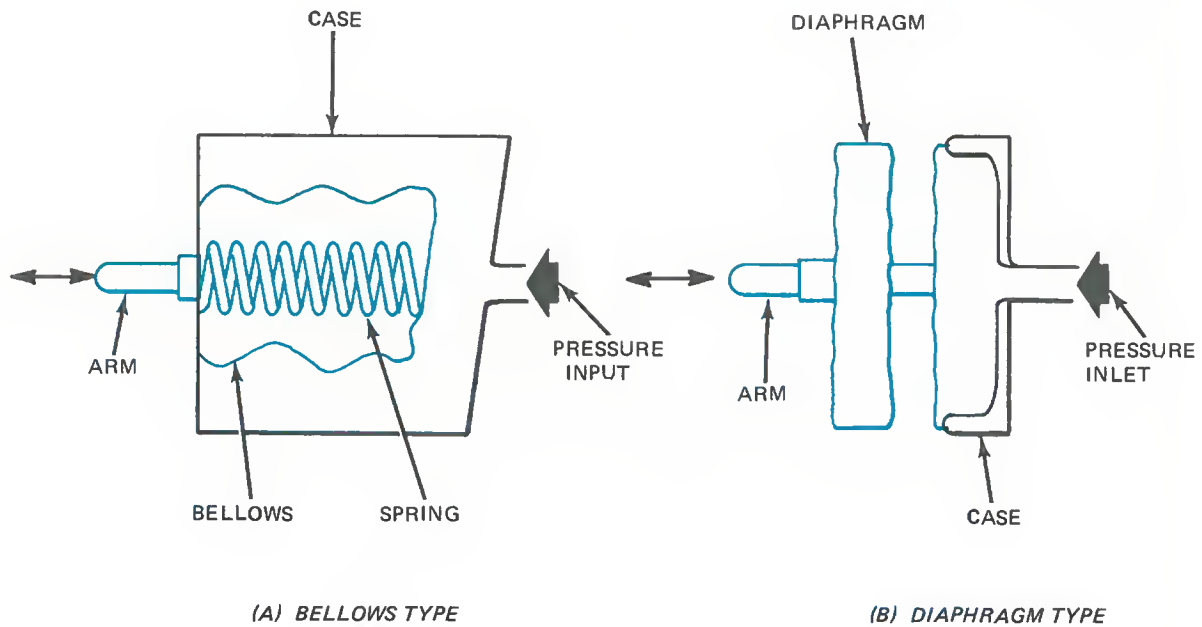 CASE
ARM
BELLOWS
SPRING
PRESSURE
INPUT
(A) BELLOWS TYPE
DIAPHRAGM
ARM
PRESSURE
INLET
CASE
(B) DIAPHRAGM TYPE